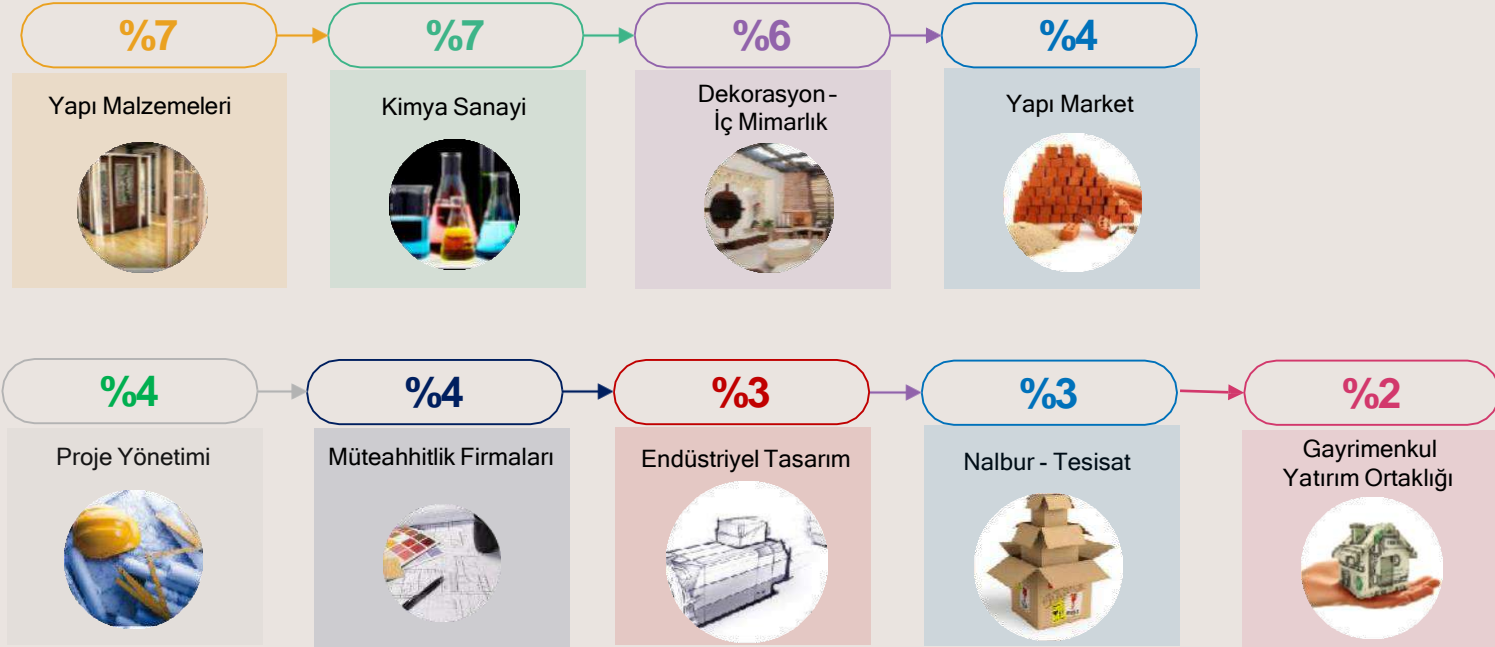 %7
%7
%6
%4
Yapı Malzemeleri
Kimya Sanayi
Dekorasyon -
İç Mimarlık
Yapı Market
%4
%4
%3
%3
%2
Proje Yönetimi
Müteahhitlik Firmaları
Endüstriyel Tasarım
Nalbur - Tesisat
Gayrimenkul
Yatırım Ortaklığı